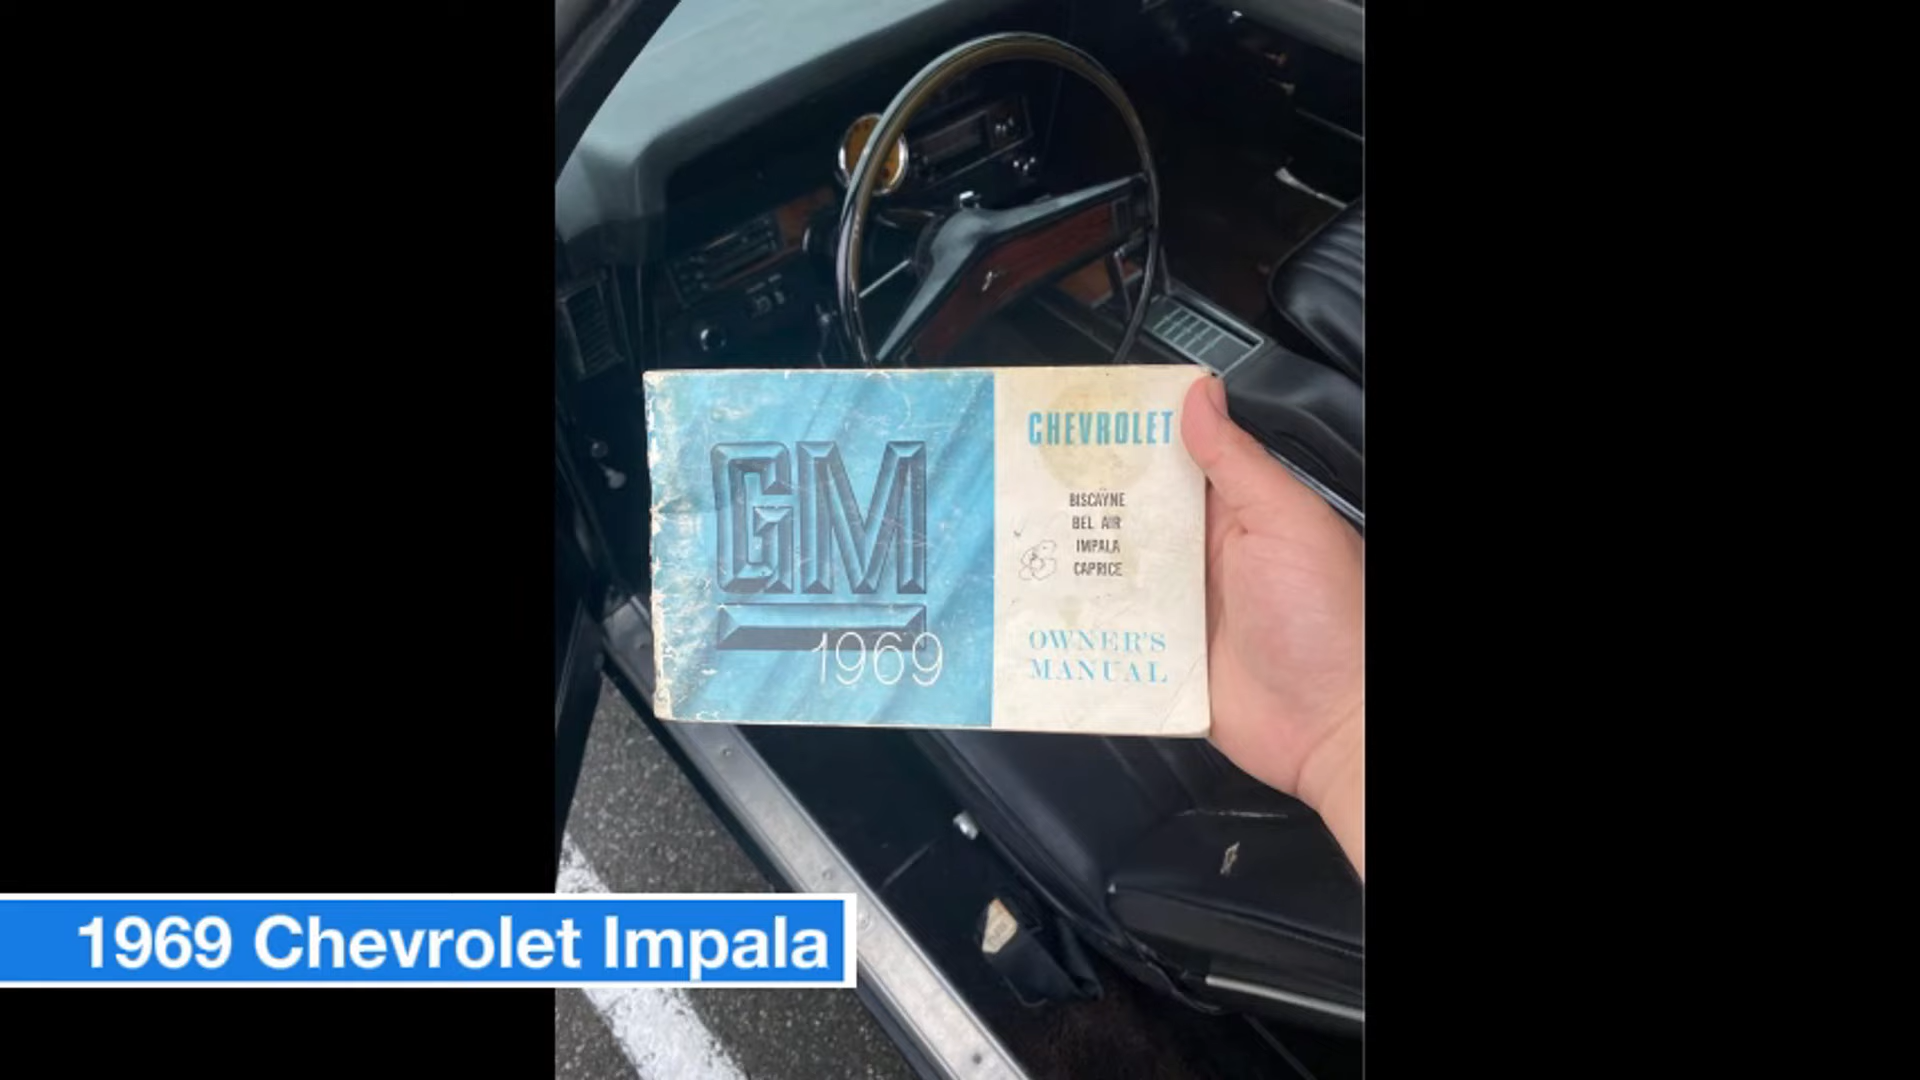 GM
1969
CHEVROLET
BISCAYNE
BEL AIR
IMPALA
CAPRICE
OWNER'S
MANUAL
1969 Chevrolet Impala